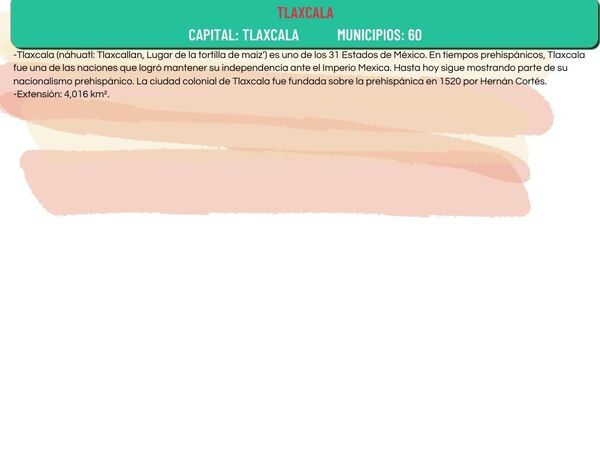 TLAXCALA
CAPITAL: TLAXCALA MUNICIPIOS: 60
-Tlaxcala (náhuatl: Tlaxcallan, Lugar de la tortilla de maíz’) es uno de los 31 Estados de México. En tiempos prehispánicos, Tlaxcala
fue una de las naciones que logró mantener su independencia ante el Imperio Mexica. Hasta hoy sigue mostrando parte de su
nacionalismo prehispánico. La ciudad colonial de Tlaxcala fue fundada sobre la prehispánica en 1520 por Hernán Cortés.
-Extensión: 4,016 km².